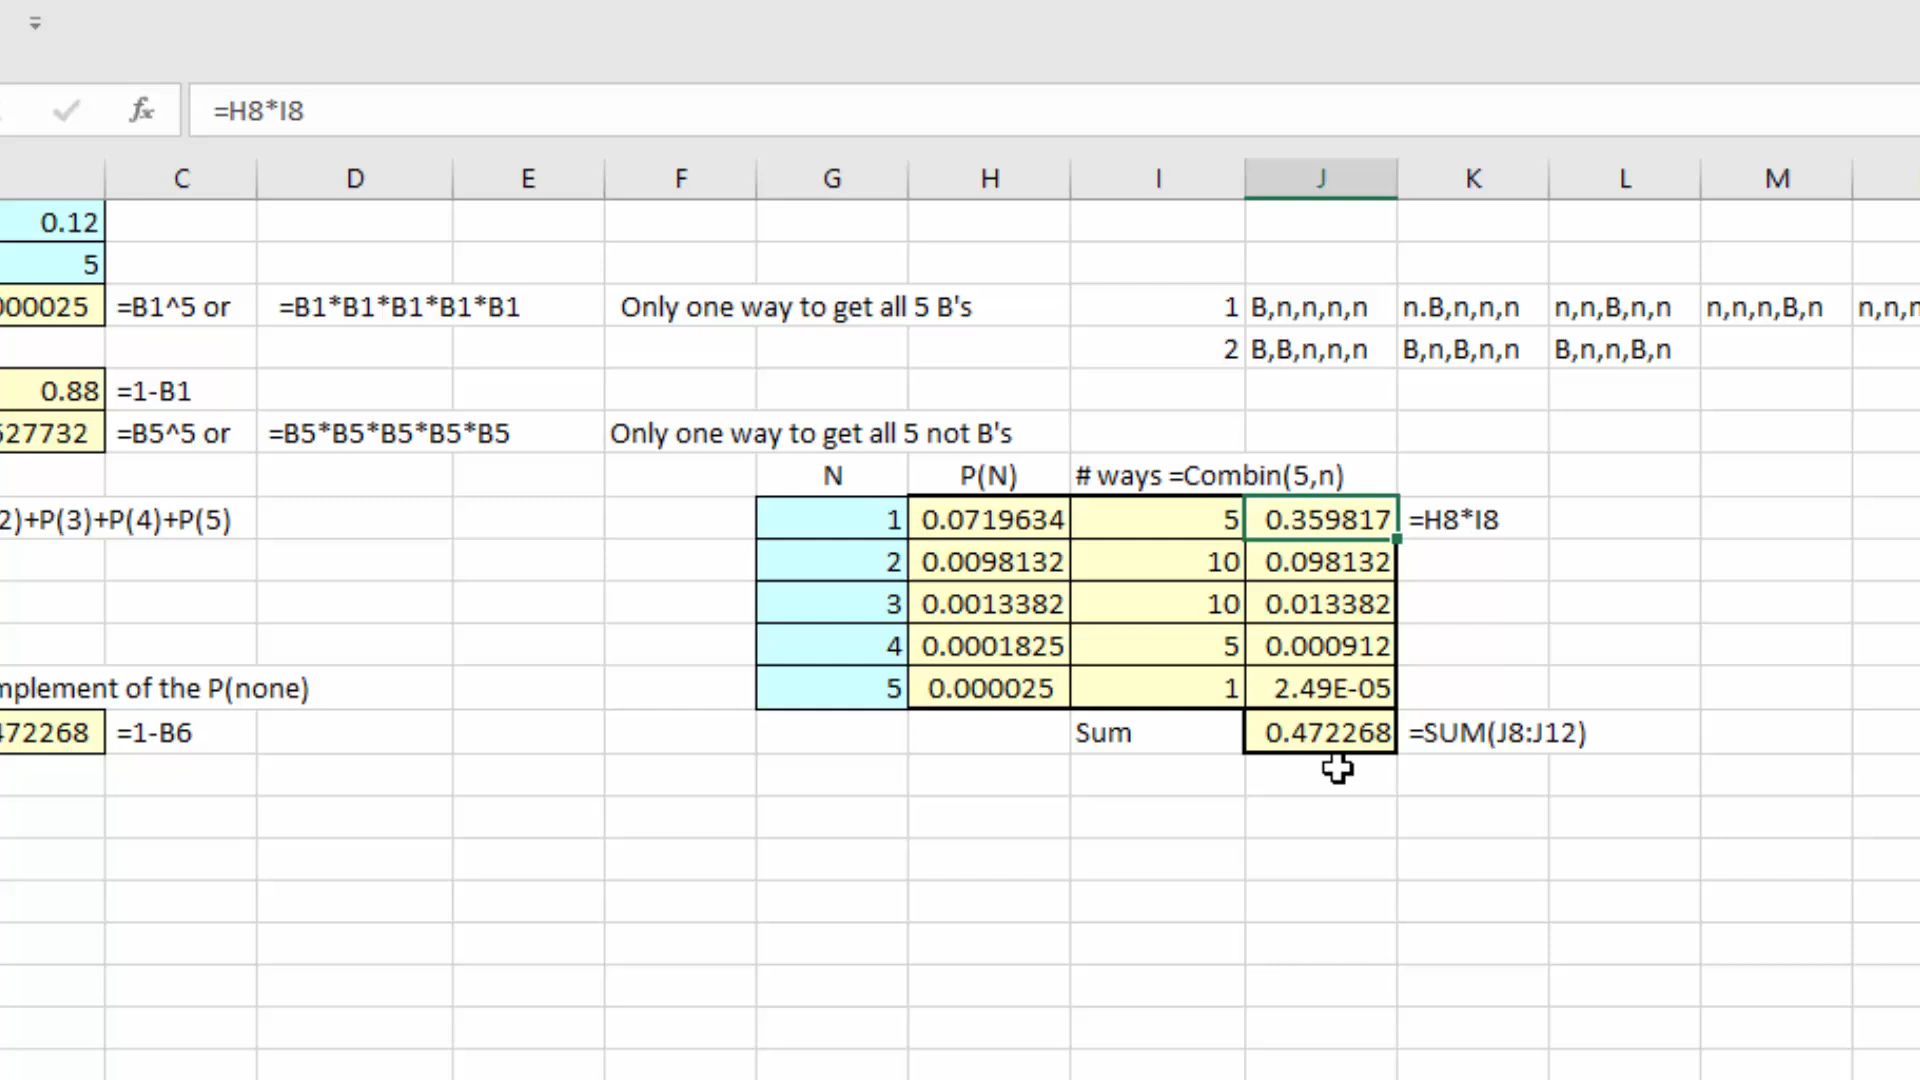 =H8*I8
C D E F G H I J K L M
0.12
5
000025 =B1^5 or =B1*B1*B1*B1*B1 Only one way to get all 5 B's 1 B,n,n,n,n n.B,n,n,n n,n,B,n,n n,n,n,B,n n,n,n
2 B,B,n,n,n B,n,B,n,n B,n,n,B,n
0.88 =1-B1
527732 =B5^5 or =B5*B5*B5*B5*B5 Only one way to get all 5 not B's
N P(N) # ways =Combin(5,n)
2)+P(3)+P(4)+P(5) 1 0.0719634 5 0.359817 =H8*I8
2 0.0098132 10 0.098132
3 0.0013382 10 0.013382
4 0.0001825 5 0.000912
mplement of the P(none) 5 0.000025 1 2.49E-05
472268 =1-B6 Sum 0.472268 =SUM(J8:J12)